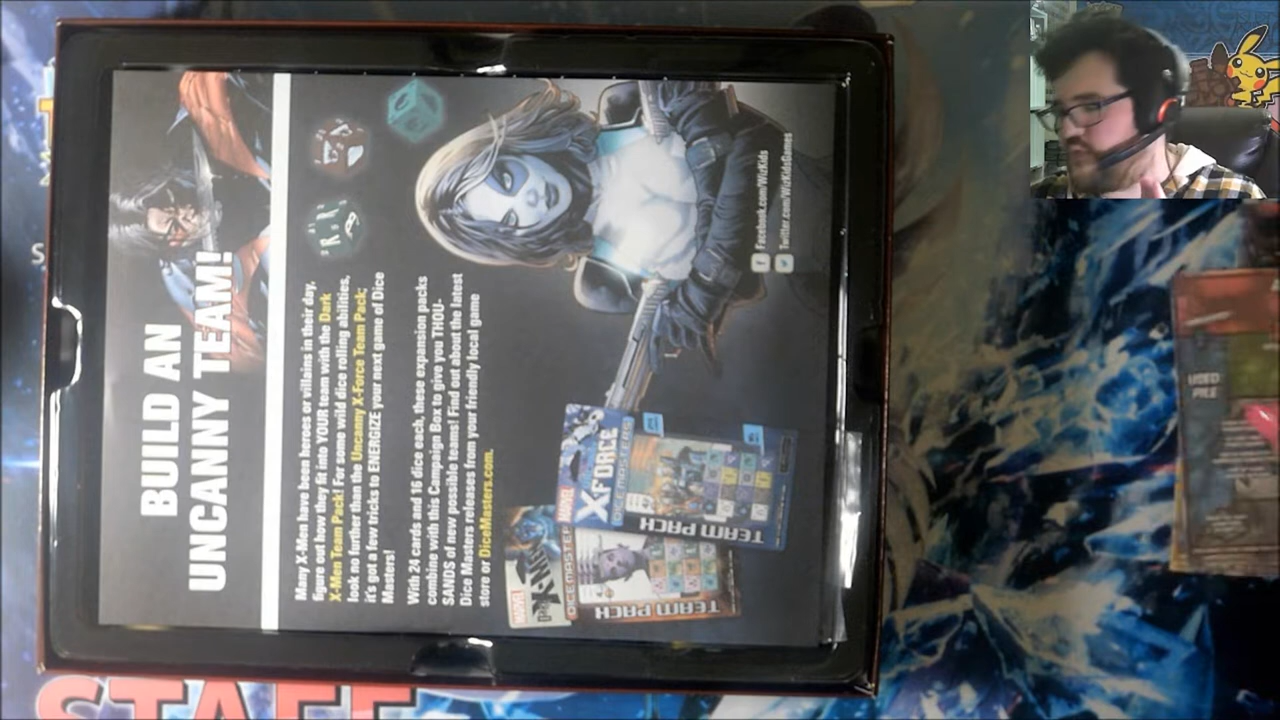 BUILD AN
UNCANNY TEAM!
Many X-Men have been heroes or villains in their day,
figure out how they fit into YOUR team with the Dark
X-Men Team Pack! For some wild dice rolling abilities,
look no further than the Uncanny X-Force Team Pack;
it's got a few tricks to ENERGIZE your next game of Dice
Masters!
With 24 cards and 16 dice each, these expansion packs
combine with this Campaign Box to give you THOU-
SANDS of new possible teams! Find out about the latest
Dice Masters releases from your friendly local game
store or DiceMasters.com.
MARVEL
X-MEN
DICE MASTERS
TEAM PACK
MARVEL
X-FORCE
DICE MASTERS
TEAM PACK
Facebook.com/WizKids
Twitter.com/WizKidsGames
USED
PILE